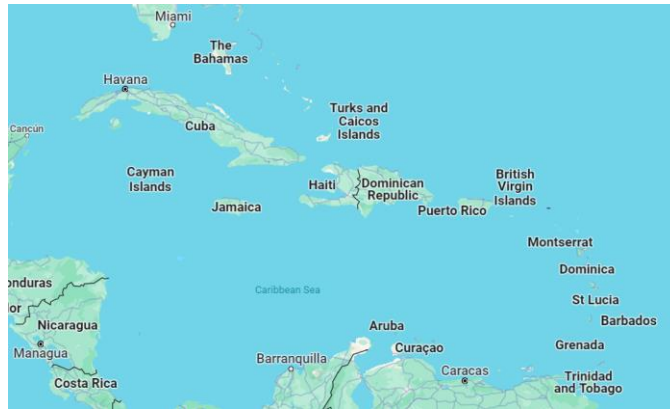 Miami
The
Bahamas
Havana
Cancún
Cuba
Turks and
Caicos
Islands
Cayman
Islands
Haiti
Dominican
Republic
British
Virgin
Islands
Jamaica
Puerto Rico
Montserrat
Dominica
onduras
Caribbean Sea
St Lucia
dor
Nicaragua
Aruba
Barbados
Managua
Barranquilla
Curaçao
Grenada
Costa Rica
Caracas
Trinidad
and Tobago